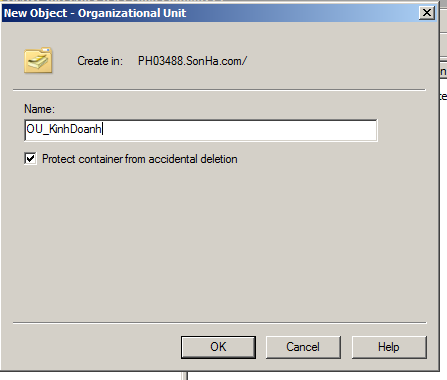 New Object - Organizational Unit
Create in: PH03488.SonHa.com/
Name:
OU_KinhDoanh
Protect container from accidental deletion
OK Cancel Help